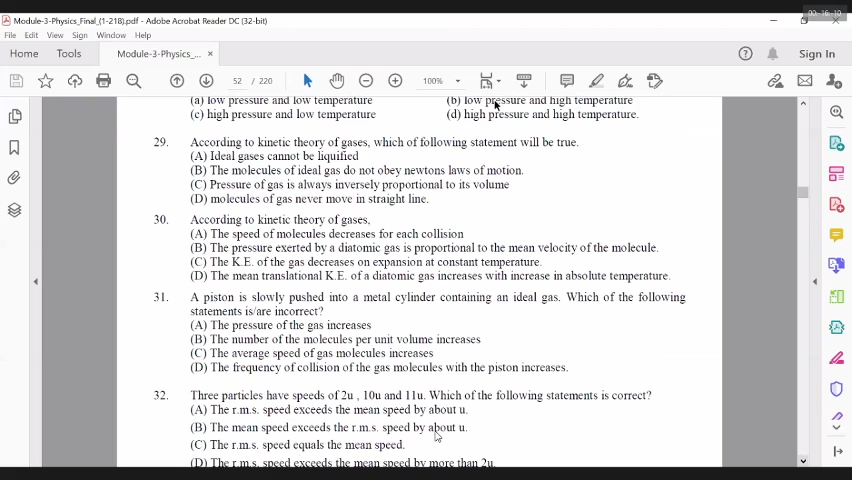 00:-16:-10
Module-3-Physics_Final_(1-218).pdf - Adobe Acrobat Reader DC (32-bit)
File Edit View Sign Window Help
Home Tools Module-3-Physics_... × Sign In
52 / 220 100%
(a) low pressure and low temperature (b) low pressure and high temperature
(c) high pressure and low temperature (d) high pressure and high temperature.
29. According to kinetic theory of gases, which of following statement will be true.
(A) Ideal gases cannot be liquified
(B) The molecules of ideal gas do not obey newtons laws of motion.
(C) Pressure of gas is always inversely proportional to its volume
(D) molecules of gas never move in straight line.
30. According to kinetic theory of gases,
(A) The speed of molecules decreases for each collision
(B) The pressure exerted by a diatomic gas is proportional to the mean velocity of the molecule.
(C) The K.E. of the gas decreases on expansion at constant temperature.
(D) The mean translational K.E. of a diatomic gas increases with increase in absolute temperature.
31. A piston is slowly pushed into a metal cylinder containing an ideal gas. Which of the following
statements is/are incorrect?
(A) The pressure of the gas increases
(B) The number of the molecules per unit volume increases
(C) The average speed of gas molecules increases
(D) The frequency of collision of the gas molecules with the piston increases.
32. Three particles have speeds of 2u , 10u and 11u. Which of the following statements is correct?
(A) The r.m.s. speed exceeds the mean speed by about u.
(B) The mean speed exceeds the r.m.s. speed by about u.
(C) The r.m.s. speed equals the mean speed.
(D) The r.m.s. speed exceeds the mean speed by more than 2u.